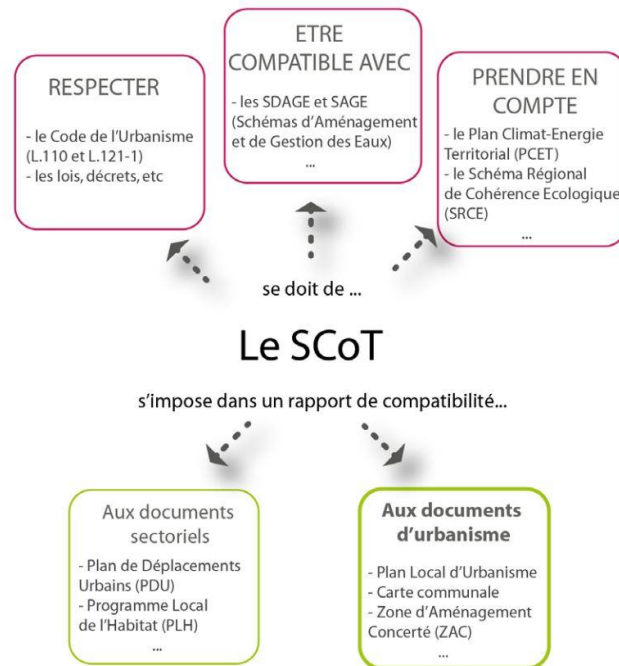 RESPECTER
- le Code de l'Urbanisme
(L.110 et L.121-1)
- les lois, décrets, etc
ETRE
COMPATIBLE AVEC
- les SDAGE et SAGE
(Schémas d'Aménagement
et de Gestion des Eaux)
...
PRENDRE EN
COMPTE
- le Plan Climat-Energie
Territorial (PCET)
- le Schéma Régional
de Cohérence Ecologique
(SRCE)
...
se doit de ...
Le SCoT
s'impose dans un rapport de compatibilité...
Aux documents
sectoriels
- Plan de Déplacements
Urbains (PDU)
- Programme Local
de l'Habitat (PLH)
...
Aux documents
d'urbanisme
- Plan Local d'Urbanisme
- Carte communale
- Zone d'Aménagement
Concerté (ZAC)
...